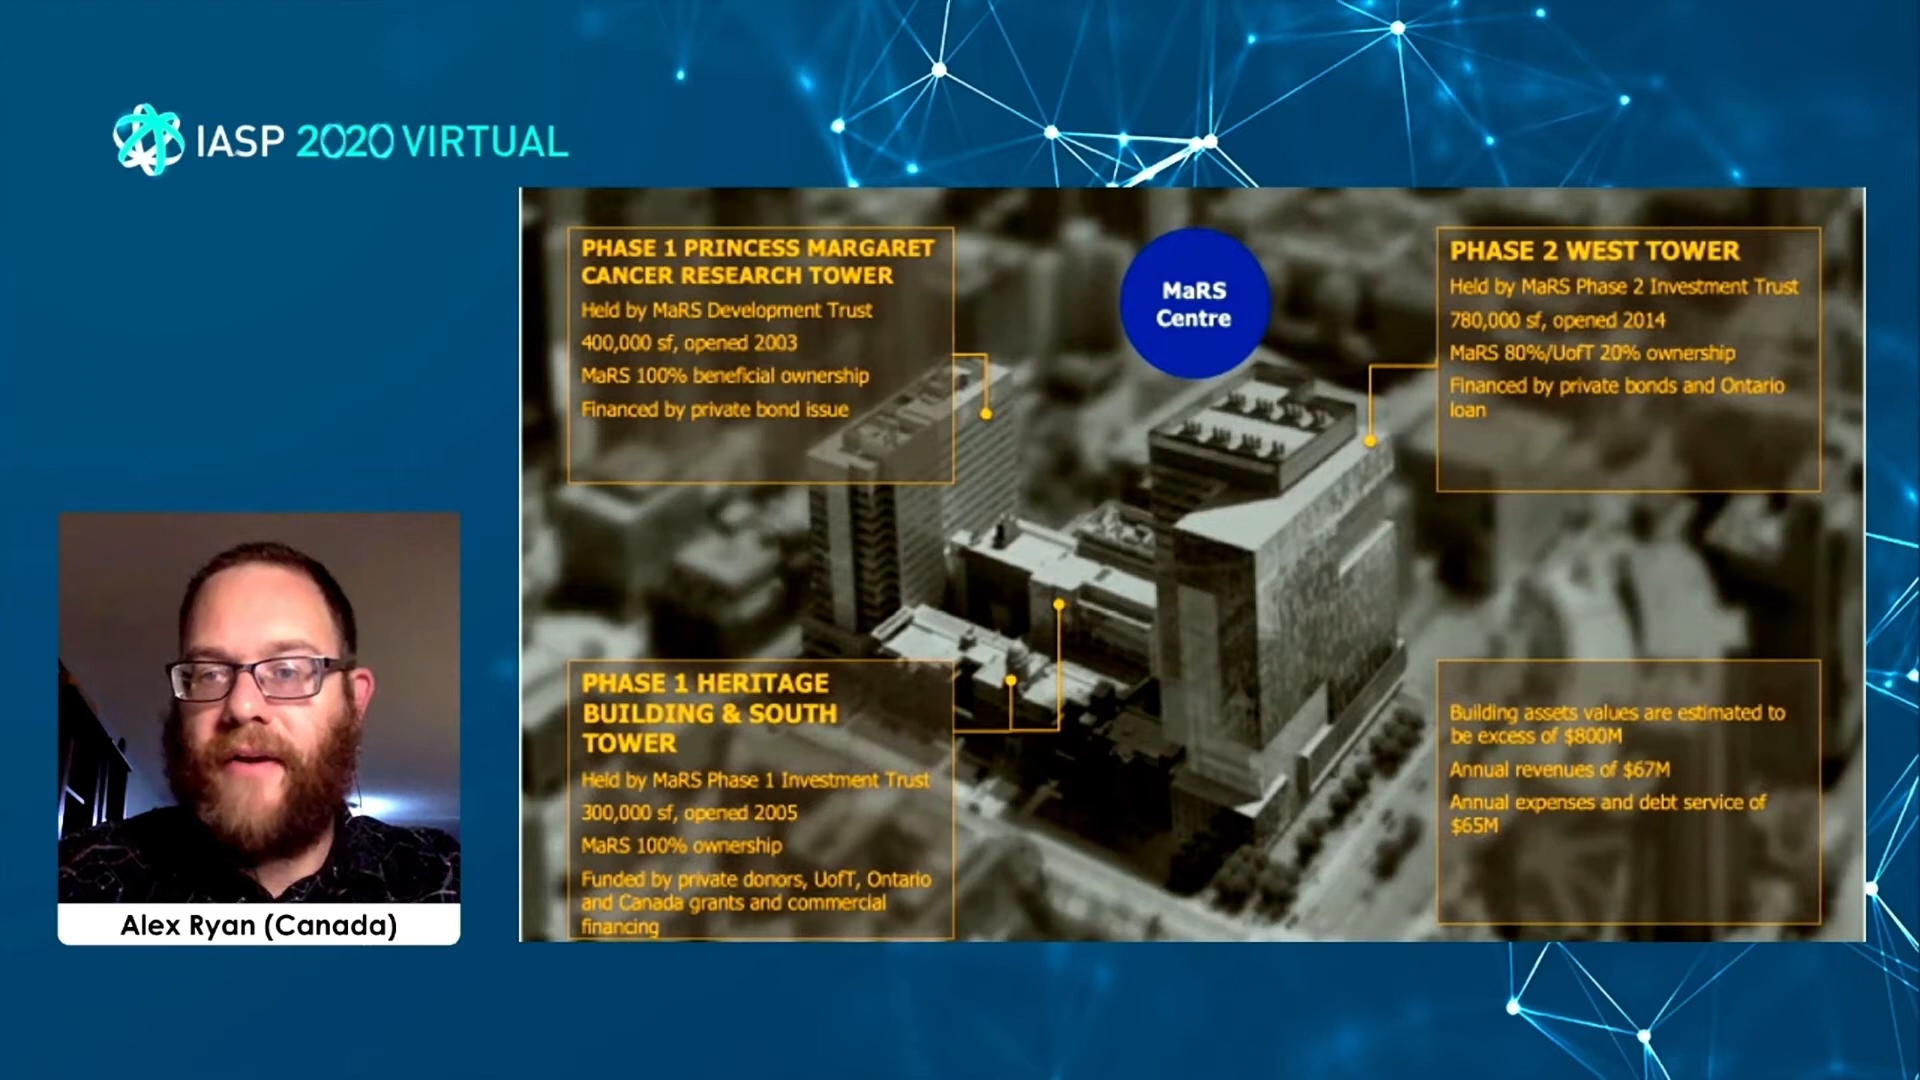 IASP 2020 VIRTUAL
PHASE 1 PRINCESS MARGARET
CANCER RESEARCH TOWER
Held by MaRS Development Trust
400,000 sf, opened 2003
MaRS 100% beneficial ownership
Financed by private bond issue
MaRS
Centre
PHASE 2 WEST TOWER
Held by MaRS Phase 2 Investment Trust
780,000 sf, opened 2014
MaRS 80%/UofT 20% ownership
Financed by private bonds and Ontario
loan
PHASE 1 HERITAGE
BUILDING & SOUTH
TOWER
Held by MaRS Phase 1 Investment Trust
300,000 sf, opened 2005
MaRS 100% ownership
Funded by private donors, UofT, Ontario
and Canada grants and commercial
financing
Building assets values are estimated to
be excess of $800M
Annual revenues of $67M
Annual expenses and debt service of
$65M
Alex Ryan (Canada)